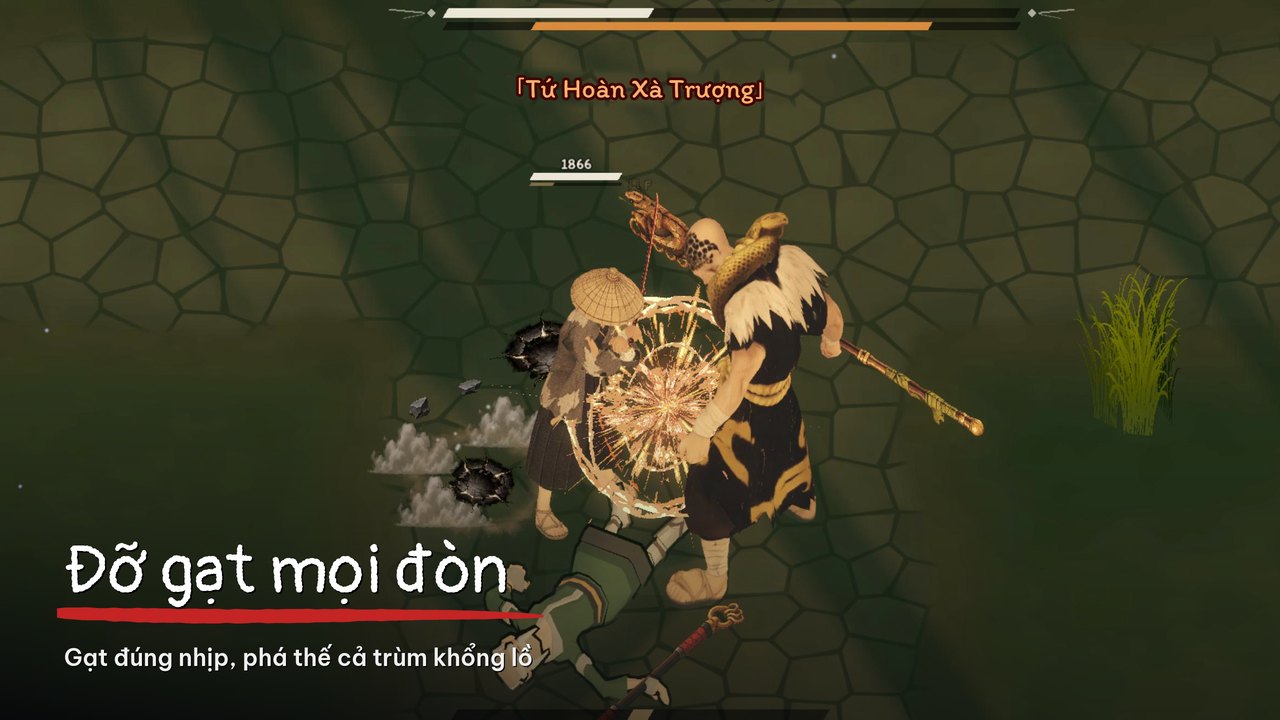 「Tứ Hoàn Xà Trượng」
1866
Đỡ gạt mọi đòn
Gạt đúng nhịp, phá thế cả trùm khổng lồ